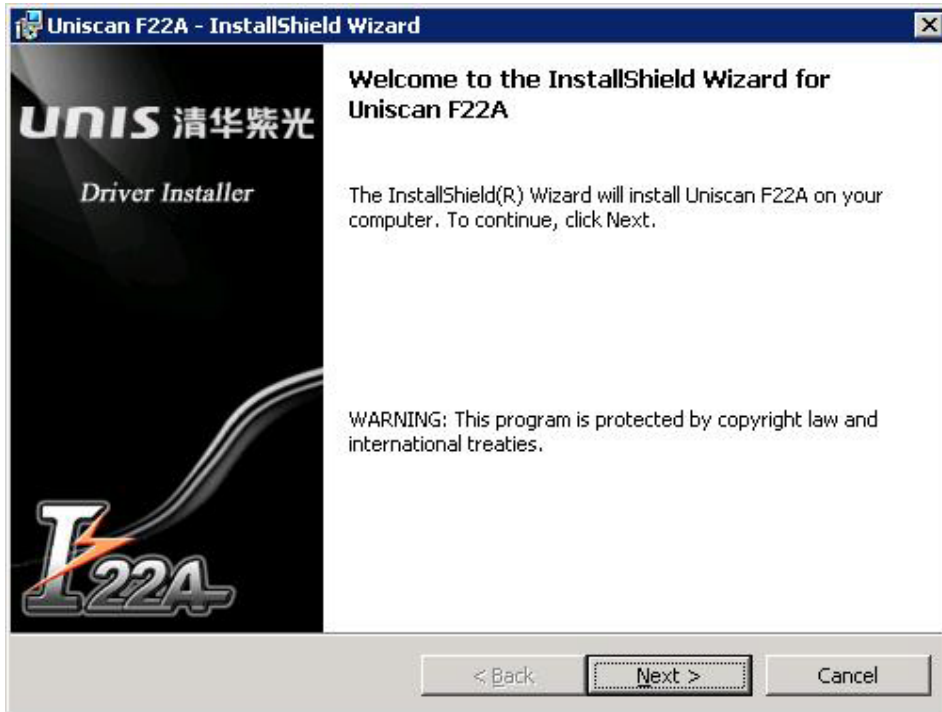 Uniscan F22A - InstallShield Wizard
UNIS 清华紫光
Driver Installer
Welcome to the InstallShield Wizard for
Uniscan F22A
The InstallShield(R) Wizard will install Uniscan F22A on your
computer. To continue, click Next.
WARNING: This program is protected by copyright law and
international treaties.
22A
< Back
Next >
Cancel